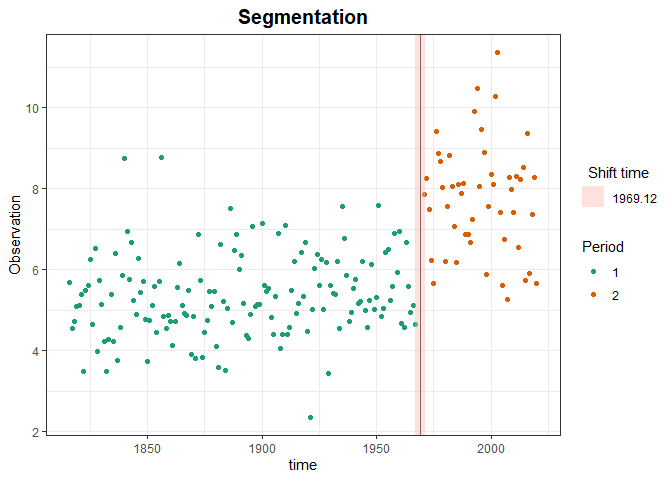 Segmentation
Observation
10
8
6
4
2
1850
1900
1950
2000
time
Shift time
1969.12
Period
1
2